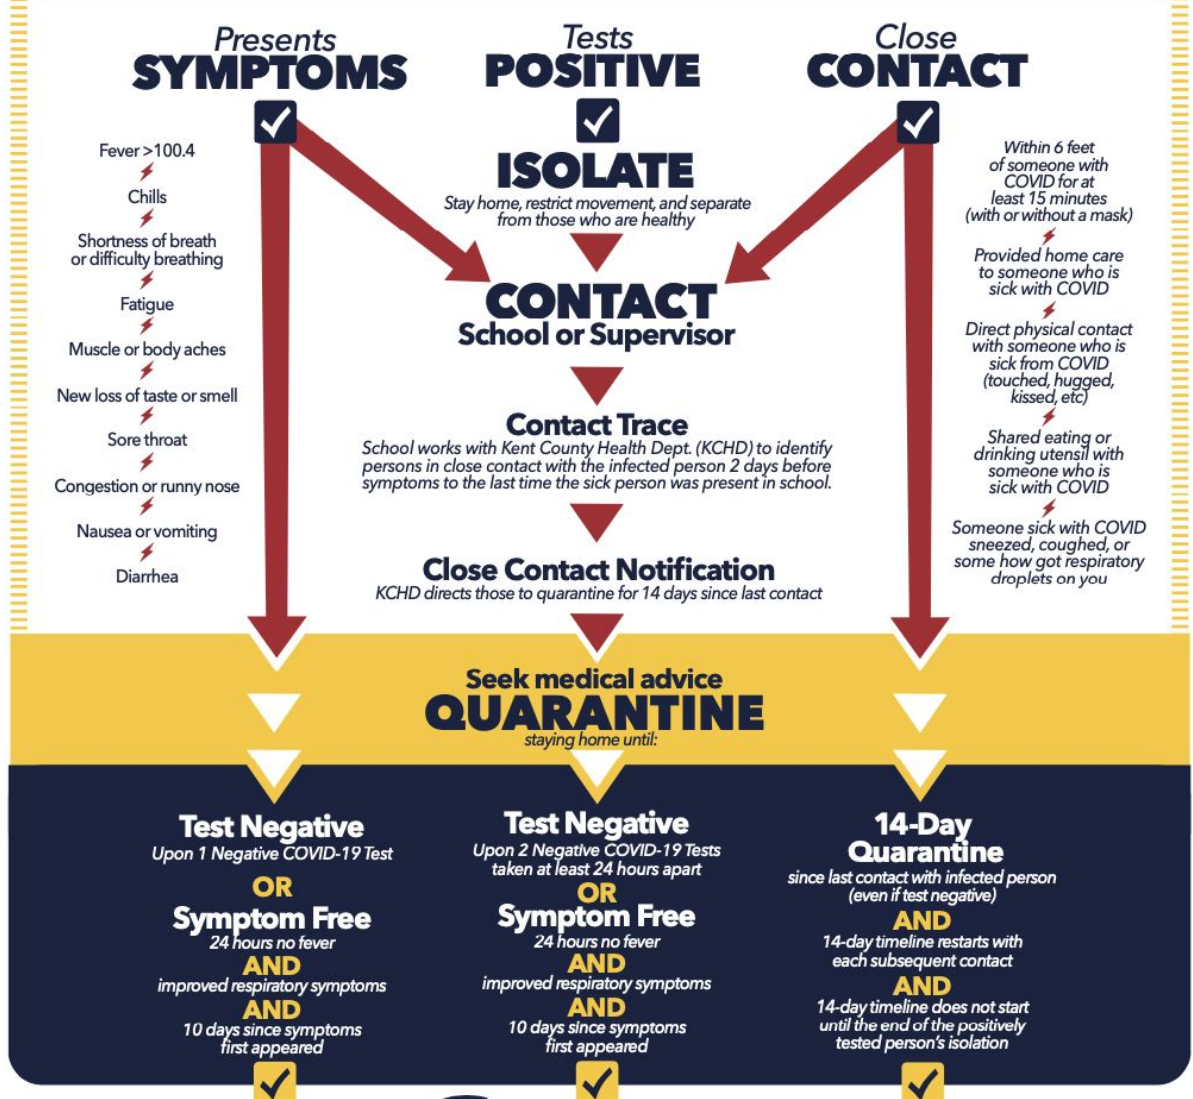 Presents
SYMPTOMS
Fever >100.4
Chills
Shortness of breath
or difficulty breathing
Fatigue
Muscle or body aches
New loss of taste or smell
Sore throat
Congestion or runny nose
Nausea or vomiting
Diarrhea
Tests
POSITIVE
ISOLATE
Stay home, restrict movement, and separate
from those who are healthy
CONTACT
School or Supervisor
Contact Trace
School works with Kent County Health Dept. (KCHD) to identify
persons in close contact with the infected person 2 days before
symptoms to the last time the sick person was present in school.
Close Contact Notification
KCHD directs those to quarantine for 14 days since last contact
Close
CONTACT
Within 6 feet
of someone with
COVID for at
least 15 minutes
(with or without a mask)
Provided home care
to someone who is
sick with COVID
Direct physical contact
with someone who is
sick from COVID
(touched, hugged,
kissed, etc)
Shared eating or
drinking utensil with
someone who is
sick with COVID
Someone sick with COVID
sneezed, coughed, or
some how got respiratory
droplets on you
Seek medical advice
QUARANTINE
staying home until:
Test Negative
Upon 1 Negative COVID-19 Test
OR
Symptom Free
24 hours no fever
AND
improved respiratory symptoms
AND
10 days since symptoms
first appeared
Test Negative
Upon 2 Negative COVID-19 Tests
taken at least 24 hours apart
OR
Symptom Free
24 hours no fever
AND
improved respiratory symptoms
AND
10 days since symptoms
first appeared
14-Day
Quarantine
since last contact with infected person
(even if test negative)
AND
14-day timeline restarts with
each subsequent contact
AND
14-day timeline does not start
until the end of the positively
tested person's isolation